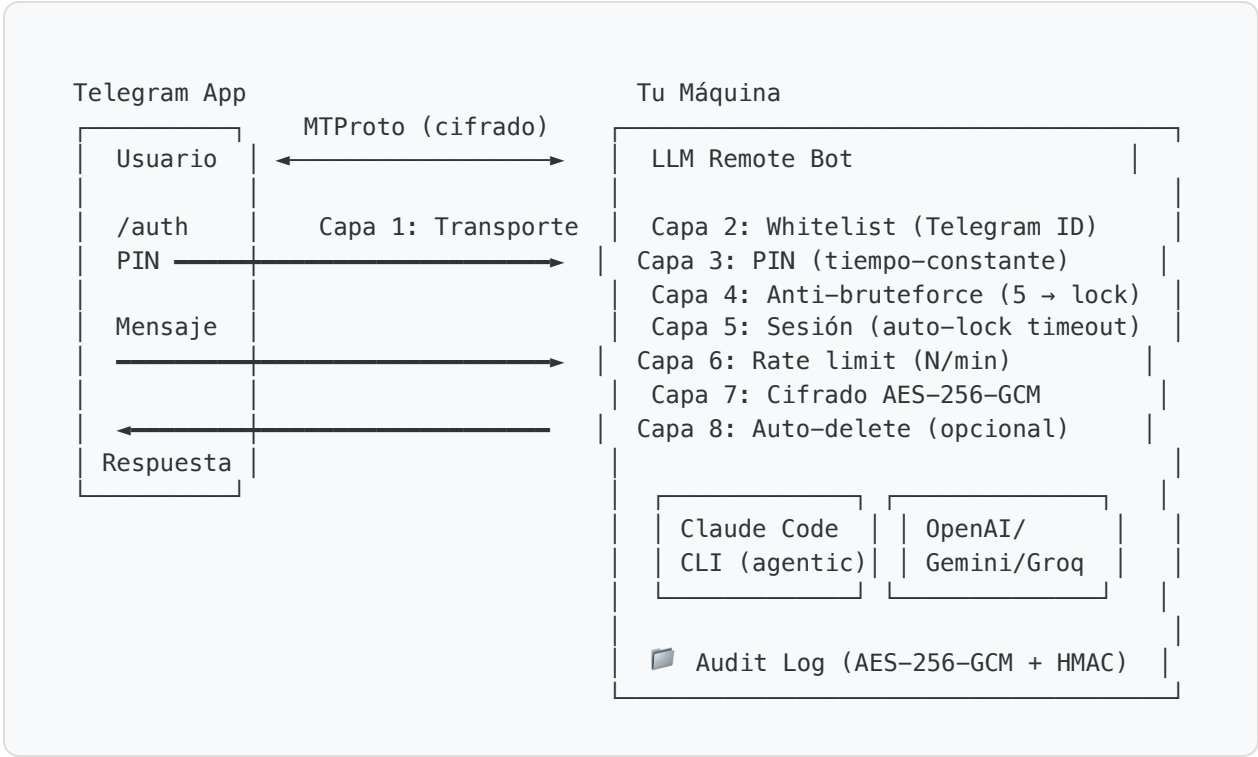 Telegram App Tu Máquina
MTProto (cifrado)
Usuario LLM Remote Bot
/auth Capa 1: Transporte Capa 2: Whitelist (Telegram ID)
PIN Capa 3: PIN (tiempo-constante)
Capa 4: Anti-bruteforce (5 → lock)
Mensaje Capa 5: Sesión (auto-lock timeout)
Capa 6: Rate limit (N/min)
Capa 7: Cifrado AES-256-GCM
Capa 8: Auto-delete (opcional)
Respuesta
Claude Code OpenAI/
CLI (agentic) Gemini/Groq
Audit Log (AES-256-GCM + HMAC)